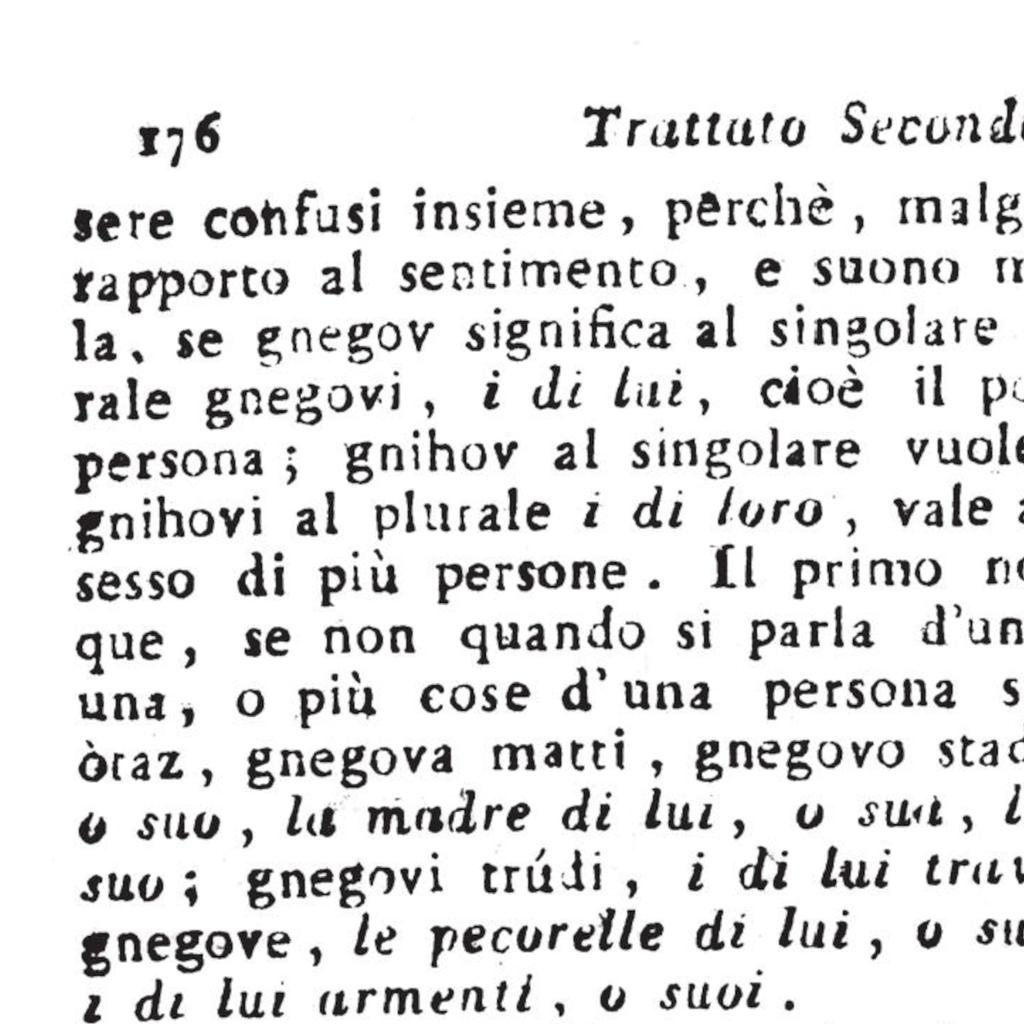 176 Trattato Secondo
sere confusi insieme, perchè, malg
rapporto al sentimento, e suono
la, se gnegov significa al singolare
rale gnegovi, i di lui, cioè il
persona; gnihov al singolare vuole
gnihovi al plurale i di loro, vale
sesso di più persone. Il primo
que, se non quando si parla d'un
una, o più cose d'una persona
òtaz, gnegova matti, gnegovo stad
o suo, la madre di lui, o sua,
suo; gnegovi trúdi, i di lui trav
gnegove, le pecorelle di lui, o su
i di lui armenti, o suoi.